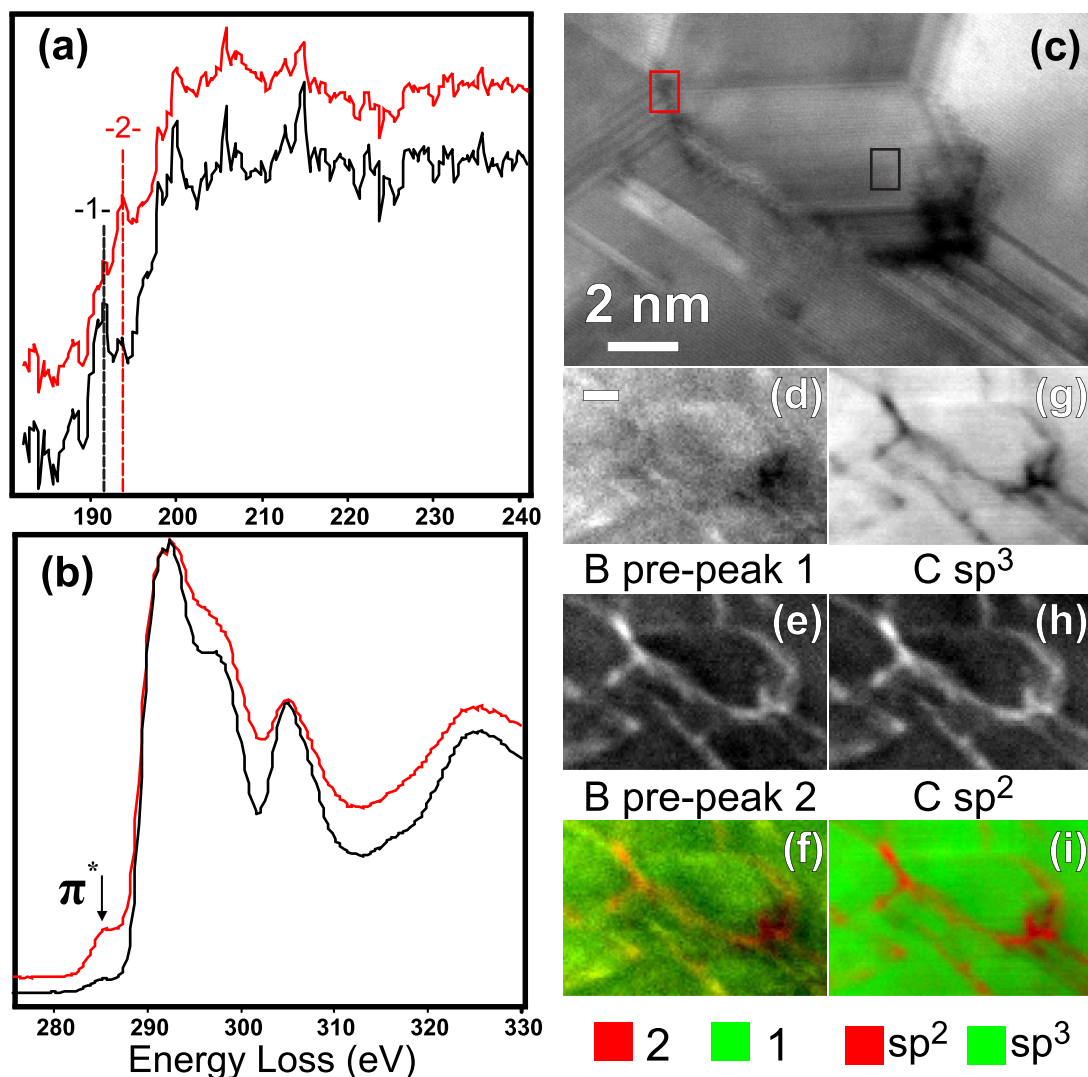 (a)
-2-
-1-
190 200 210 220 230 240
(b)
π*
280 290 300 310 320 330
Energy Loss (eV)
(c)
2 nm
(d) (g)
B pre-peak 1 C sp³
(e) (h)
B pre-peak 2 C sp²
(f) (i)
2 1 sp² sp³